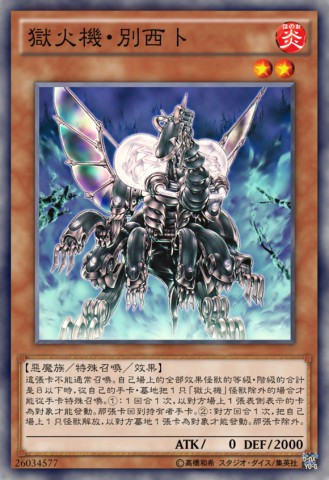 獄火機・別西卜
ほのお
炎
【惡魔族／特殊召喚／效果】
這張卡不能通常召喚。自己場上的全部效果怪獸的等級・階級的合計
是８以下時，從自己的手卡・墓地把１只「獄火機」怪獸除外的場合才
能從手卡特殊召喚。①：１回合１次，以對方場上１張表側表示的卡
為對象才能發動。那張卡回到持有者手卡。②：對方回合１次，把自己
場上１只怪獸解放，以對方墓地１張卡為對象才能發動。那張卡除外。
ATK/ 0 DEF/2000
26034577
©高橋和希 スタジオ・ダイス/集英社